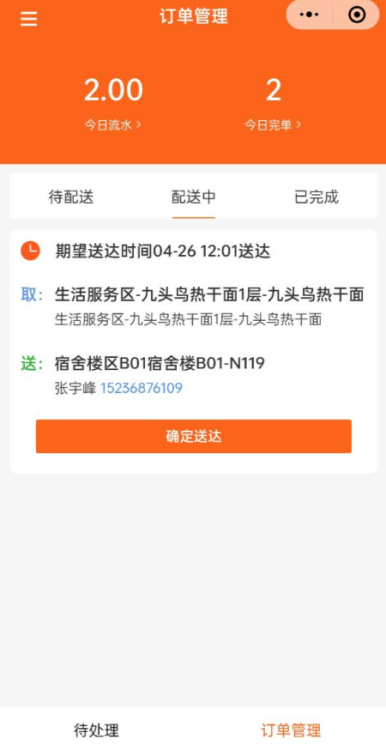 订单管理
2.00
2
今日流水 >
今日完单 >
待配送
配送中
已完成
期望送达时间04-26 12:01送达
取: 生活服务区-九头鸟热干面1层-九头鸟热干面
生活服务区-九头鸟热干面1层-九头鸟热干面
送: 宿舍楼区B01宿舍楼B01-N119
张宇峰 15236876109
确定送达
待处理
订单管理